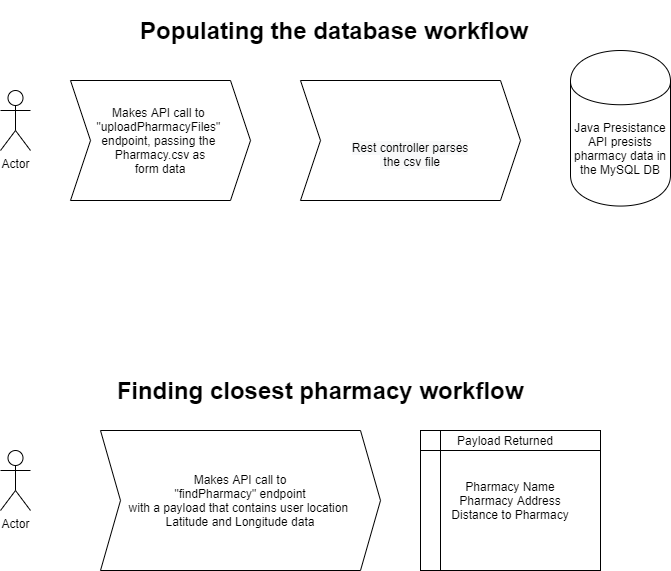 Populating the database workflow
Makes API call to
"uploadPharmacyFiles"
endpoint, passing the
Pharmacy.csv as
form data
Rest controller parses
the csv file
Java Presistance
API presists
pharmacy data in
the MySQL DB
Actor
Finding closest pharmacy workflow
Makes API call to
"findPharmacy" endpoint
with a payload that contains user location
Latitude and Longitude data
Payload Returned
Pharmacy Name
Pharmacy Address
Distance to Pharmacy
Actor